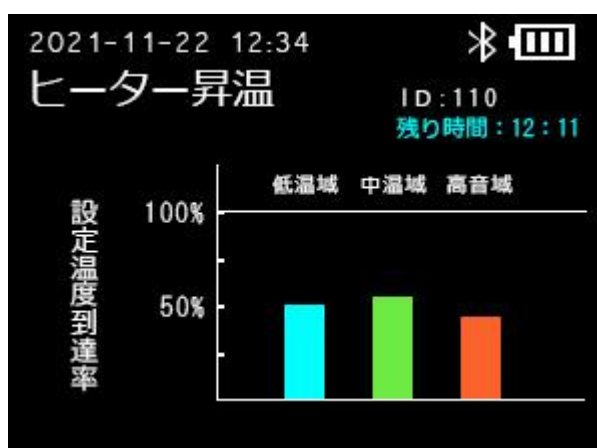 2021-11-22 12:34
ヒーター昇温
ID:110
残り時間:12:11
低温域 中温域 高音域
設定温度到達率
100%
50%